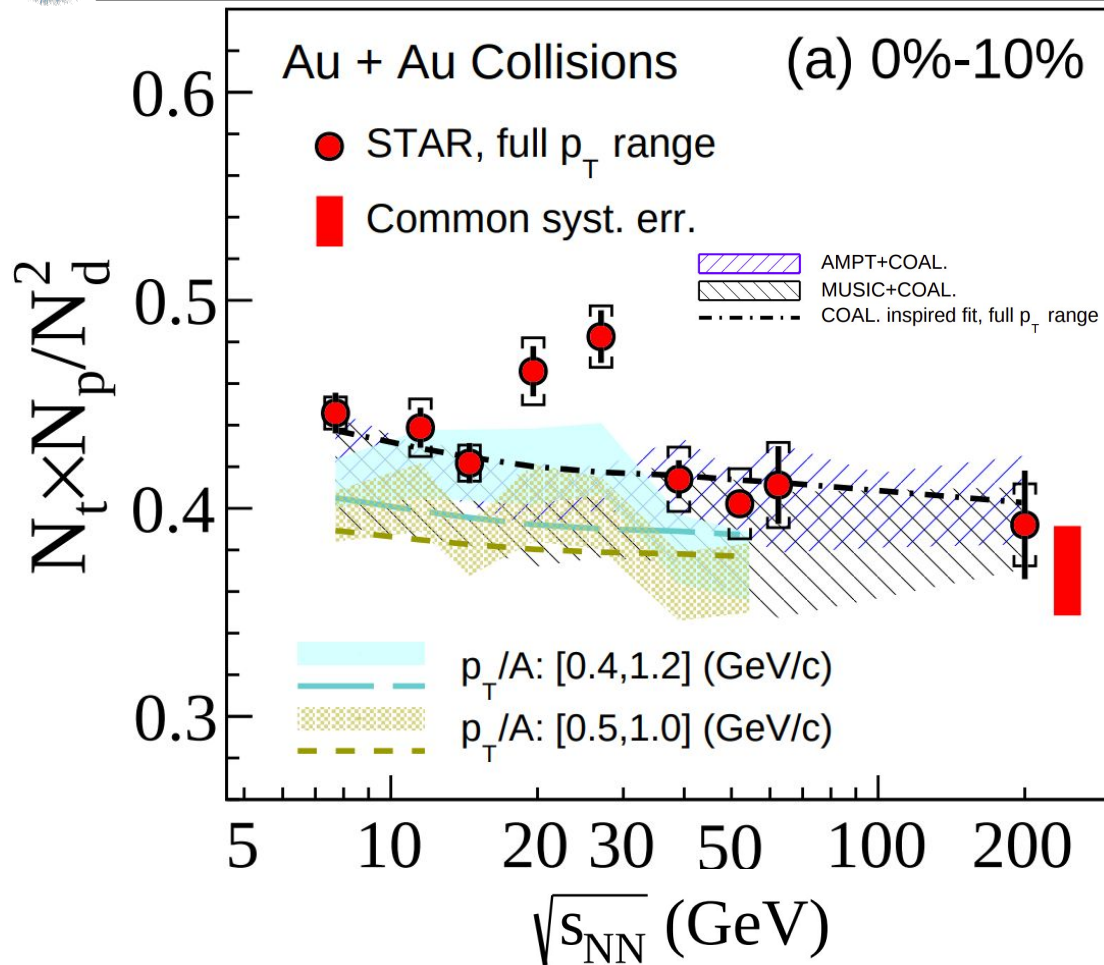 Au + Au Collisions
(a) 0%-10%
STAR, full p_T range
Common syst. err.
AMPT+COAL.
MUSIC+COAL.
COAL. inspired fit, full p_T range
N_t×N_p/N_d^2
0.6
0.5
0.4
0.3
p_T/A: [0.4,1.2] (GeV/c)
p_T/A: [0.5,1.0] (GeV/c)
5 10 20 30 50 100 200
√s_NN (GeV)